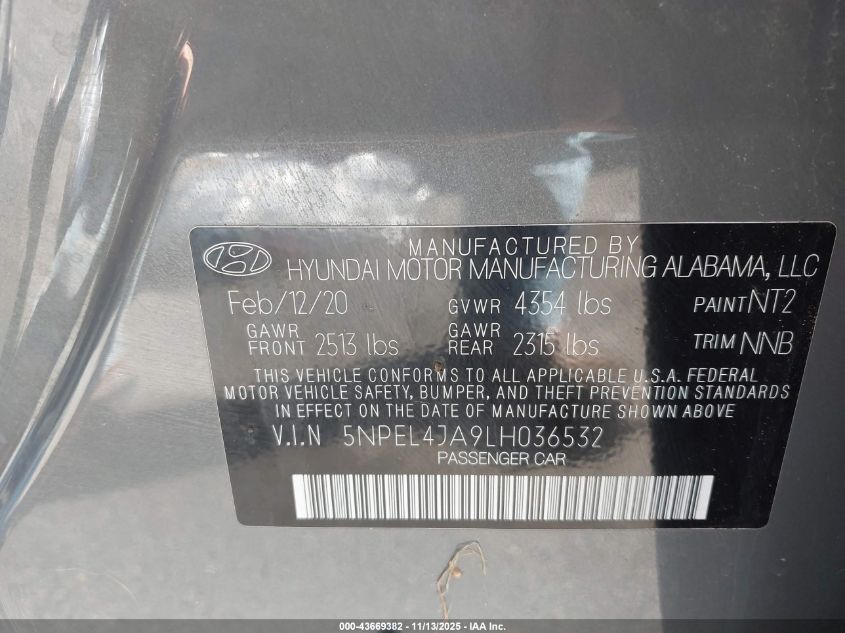 MANUFACTURED BY
HYUNDAI MOTOR MANUFACTURING ALABAMA, LLC
Feb/12/20 GVWR 4354 lbs PAINT NT2
GAWR FRONT 2513 lbs GAWR REAR 2315 lbs TRIM NNB
THIS VEHICLE CONFORMS TO ALL APPLICABLE U.S.A. FEDERAL
MOTOR VEHICLE SAFETY, BUMPER, AND THEFT PREVENTION STANDARDS
IN EFFECT ON THE DATE OF MANUFACTURE SHOWN ABOVE
V.I.N 5NPEL4JA9LH036532
PASSENGER CAR
000-43669382 - 11/13/2025 - IAA Inc.